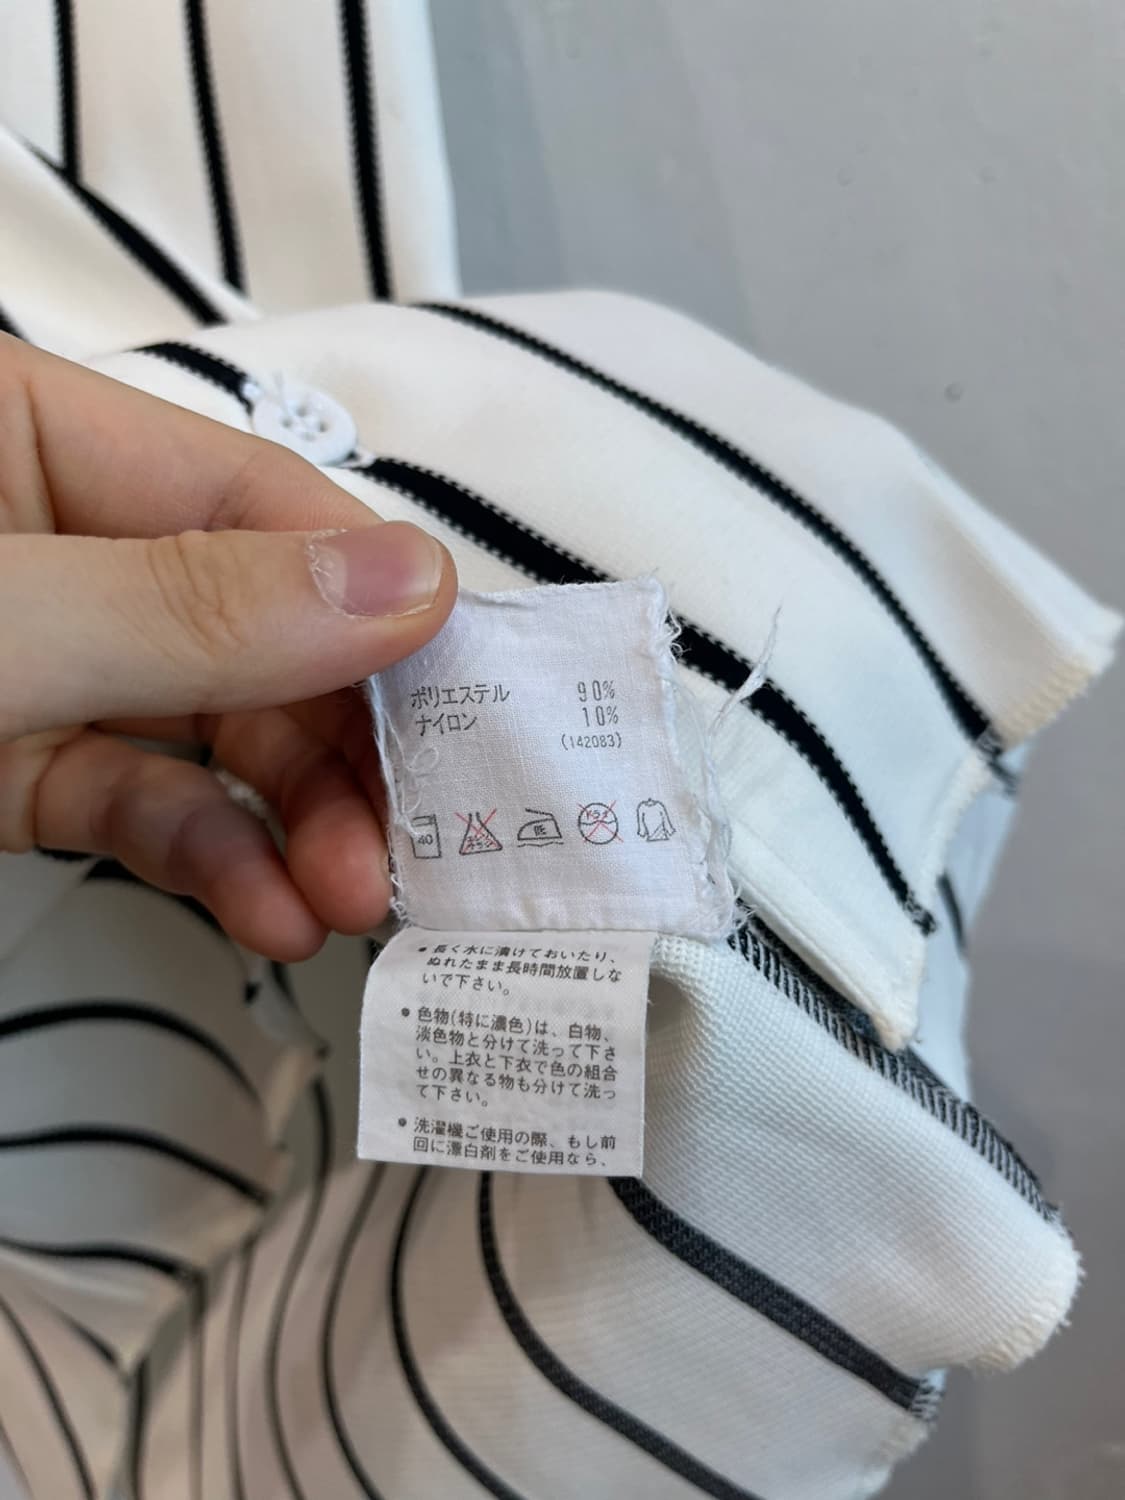 ポリエステル 90%
ナイロン 10%
(142083)
40
エンソ
サラシ
低
ドライ
• 長く水に漬けておいたり、
ぬれたまま長時間放置しな
いで下さい。
• 色物(特に濃色)は、白物、
淡色物と分けて洗って下さ
い。上衣と下衣で色の組合
せの異なる物も分けて洗っ
て下さい。
• 洗濯機ご使用の際、もし前
回に漂白剤をご使用なら、